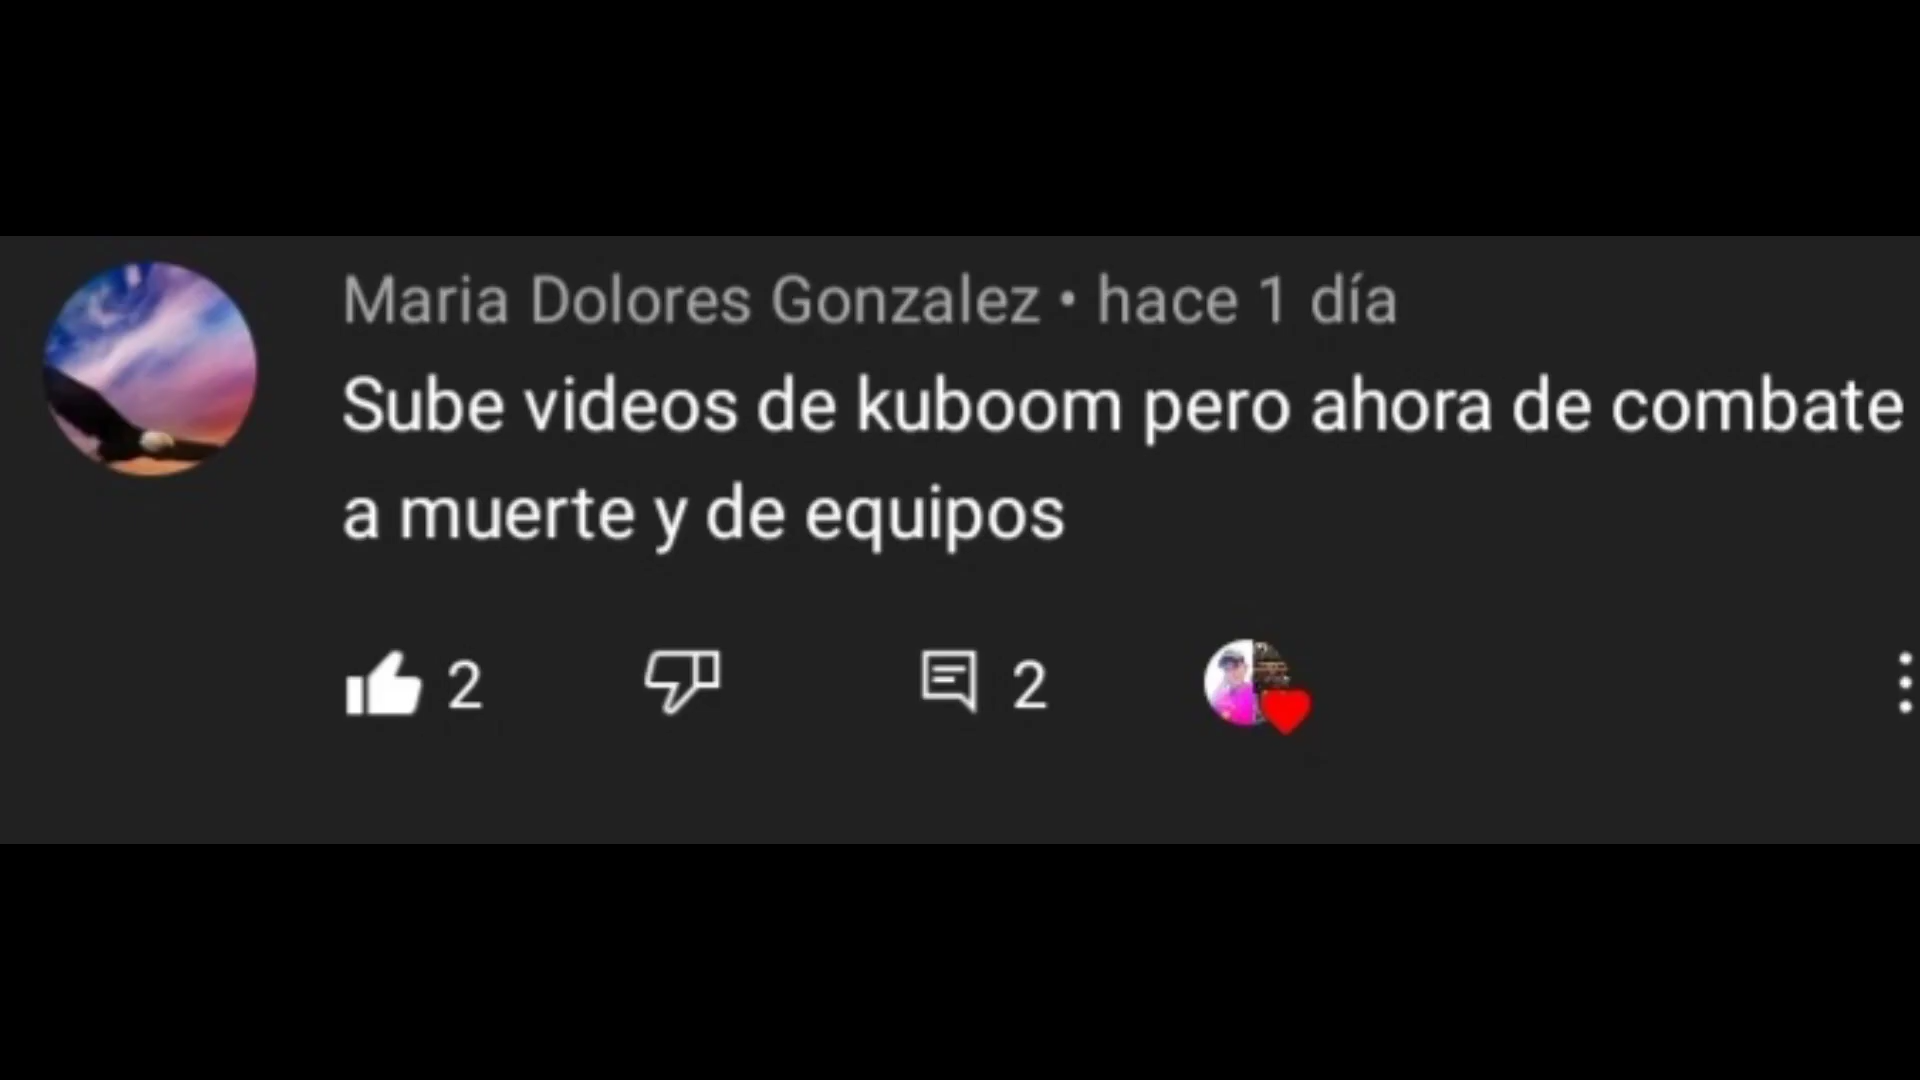 Maria Dolores Gonzalez • hace 1 día
Sube videos de kuboom pero ahora de combate
a muerte y de equipos
2
2